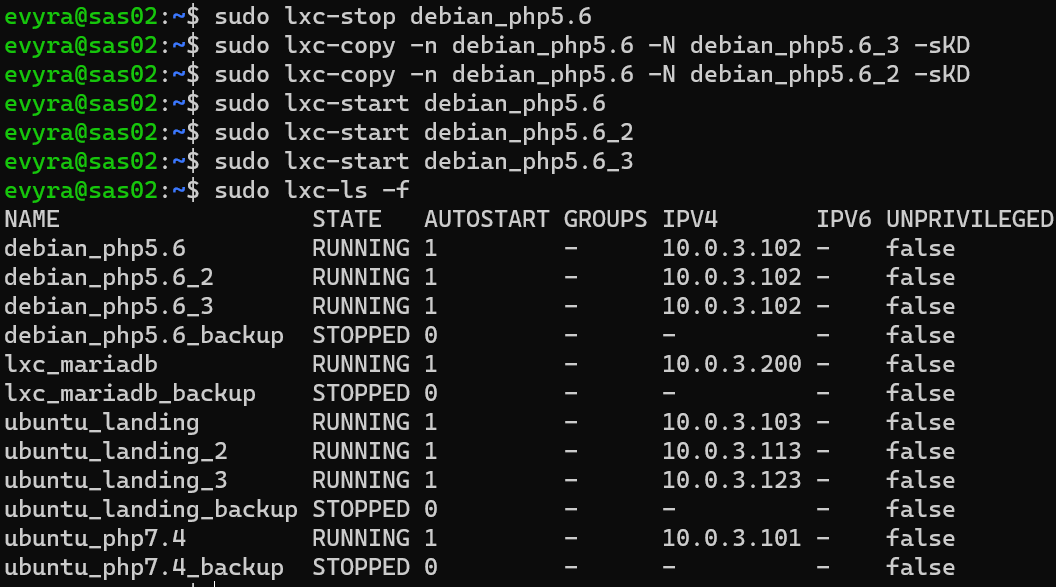 evyra@sas02:~$ sudo lxc-stop debian_php5.6
evyra@sas02:~$ sudo lxc-copy -n debian_php5.6 -N debian_php5.6_3 -sKD
evyra@sas02:~$ sudo lxc-copy -n debian_php5.6 -N debian_php5.6_2 -sKD
evyra@sas02:~$ sudo lxc-start debian_php5.6
evyra@sas02:~$ sudo lxc-start debian_php5.6_2
evyra@sas02:~$ sudo lxc-start debian_php5.6_3
evyra@sas02:~$ sudo lxc-ls -f
NAME                  STATE   AUTOSTART GROUPS IPV4       IPV6 UNPRIVILEGED
debian_php5.6         RUNNING 1         -      10.0.3.102 -    false
debian_php5.6_2       RUNNING 1         -      10.0.3.102 -    false
debian_php5.6_3       RUNNING 1         -      10.0.3.102 -    false
debian_php5.6_backup  STOPPED 0         -      -          -    false
lxc_mariadb           RUNNING 1         -      10.0.3.200 -    false
lxc_mariadb_backup    STOPPED 0         -      -          -    false
ubuntu_landing        RUNNING 1         -      10.0.3.103 -    false
ubuntu_landing_2      RUNNING 1         -      10.0.3.113 -    false
ubuntu_landing_3      RUNNING 1         -      10.0.3.123 -    false
ubuntu_landing_backup STOPPED 0         -      -          -    false
ubuntu_php7.4         RUNNING 1         -      10.0.3.101 -    false
ubuntu_php7.4_backup  STOPPED 0         -      -          -    false